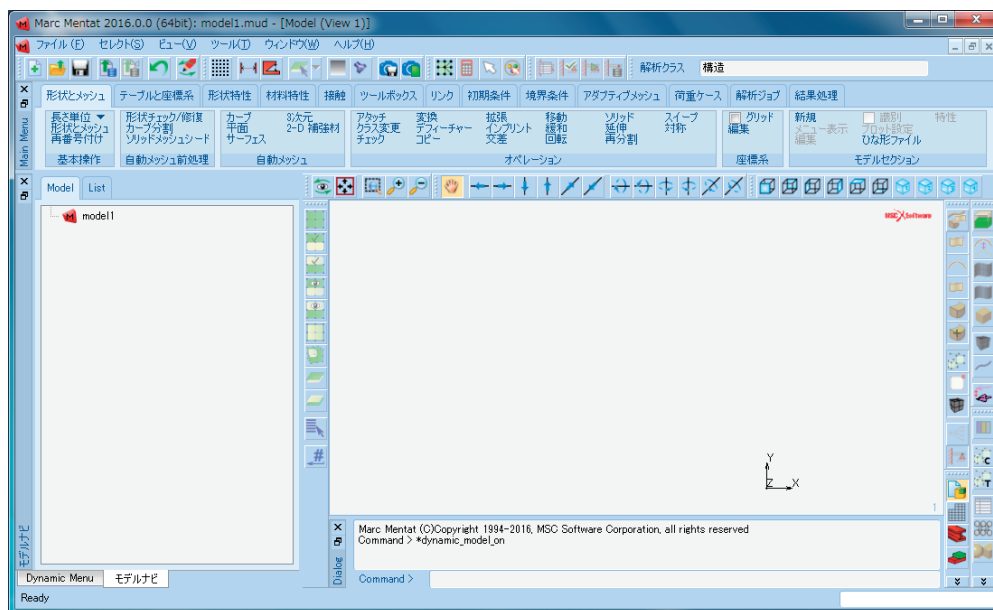 Marc Mentat 2016.0.0 (64bit): model1.mud - [Model (View 1)]
ファイル(F) セレクト(S) ビュー(V) ツール(T) ウィンドウ(W) ヘルプ(H)
解析クラス 構造
形状とメッシュ テーブルと座標系 形状特性 材料特性 接触 ツールボックス リンク 初期条件 境界条件 アダプティブメッシュ 荷重ケース 解析ジョブ 結果処理
Main Menu
長さ単位 ▼ 形状チェック/修復 カーブ 3次元 アタッチ 変換 拡張 移動 ソリッド スイープ グリッド 新規 識別 特性
形状とメッシュ カーブ分割 平面 2-D 補強材 クラス変更 デフィーチャー インプリント 緩和 延伸 対称 編集 メニュー表示 プロット設定
再番号付け ソリッドメッシュシード サーフェス チェック コピー 交差 回転 再分割 編集 ひな形ファイル
基本操作 自動メッシュ前処理 自動メッシュ オペレーション 座標系 モデルセクション
Model List
model1
MSC Software
Y
Z X
1
モデルナビ
Dialog
Marc Mentat (C)Copyright 1994-2016, MSC Software Corporation, all rights reserved
Command > *dynamic_model_on
Command >
Dynamic Menu モデルナビ
Ready